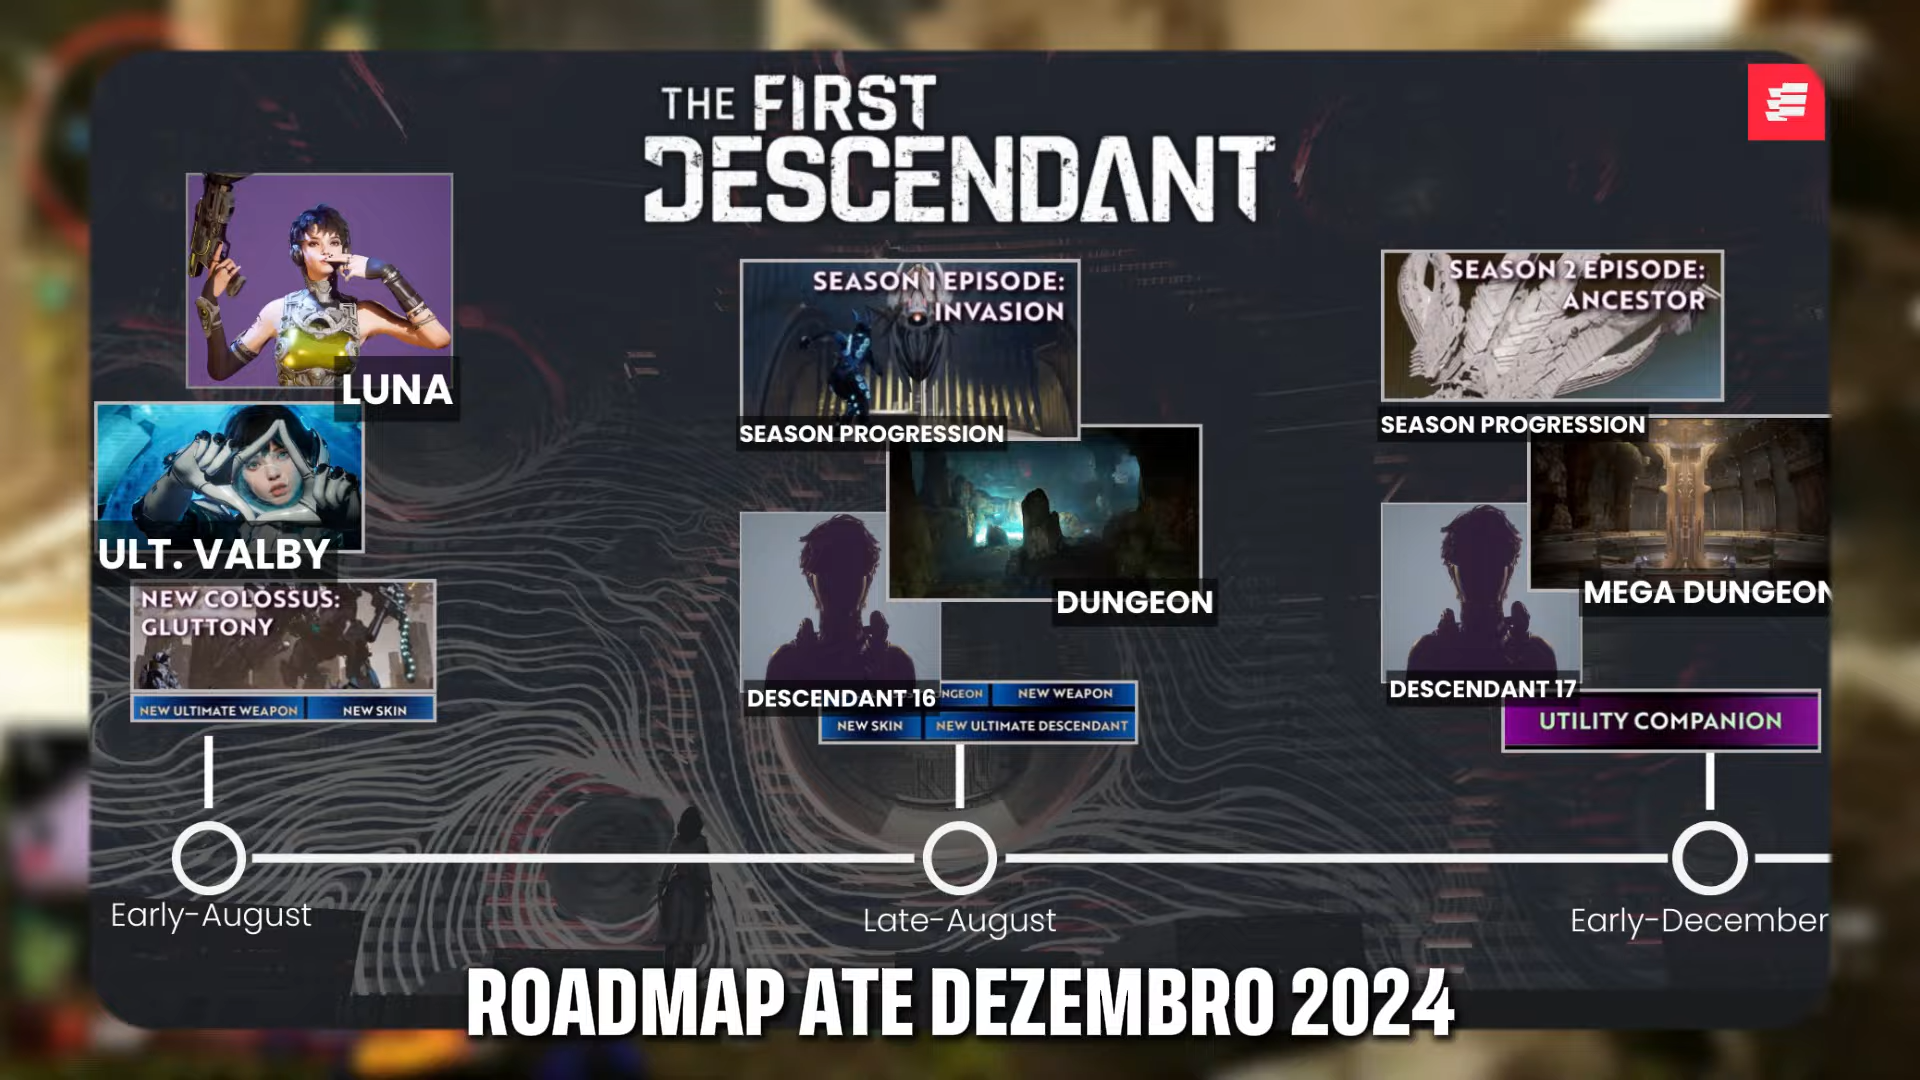 THE FIRST
DESCENDANT
LUNA
ULT. VALBY
NEW COLOSSUS:
GLUTTONY
NEW ULTIMATE WEAPON
NEW SKIN
Early-August
SEASON 1 EPISODE:
INVASION
SEASON PROGRESSION
DUNGEON
DESCENDANT 16
NEW WEAPON
NEW SKIN
NEW ULTIMATE DESCENDANT
Late-August
SEASON 2 EPISODE:
ANCESTOR
SEASON PROGRESSION
MEGA DUNGEON
DESCENDANT 17
UTILITY COMPANION
Early-December
ROADMAP ATE DEZEMBRO 2024